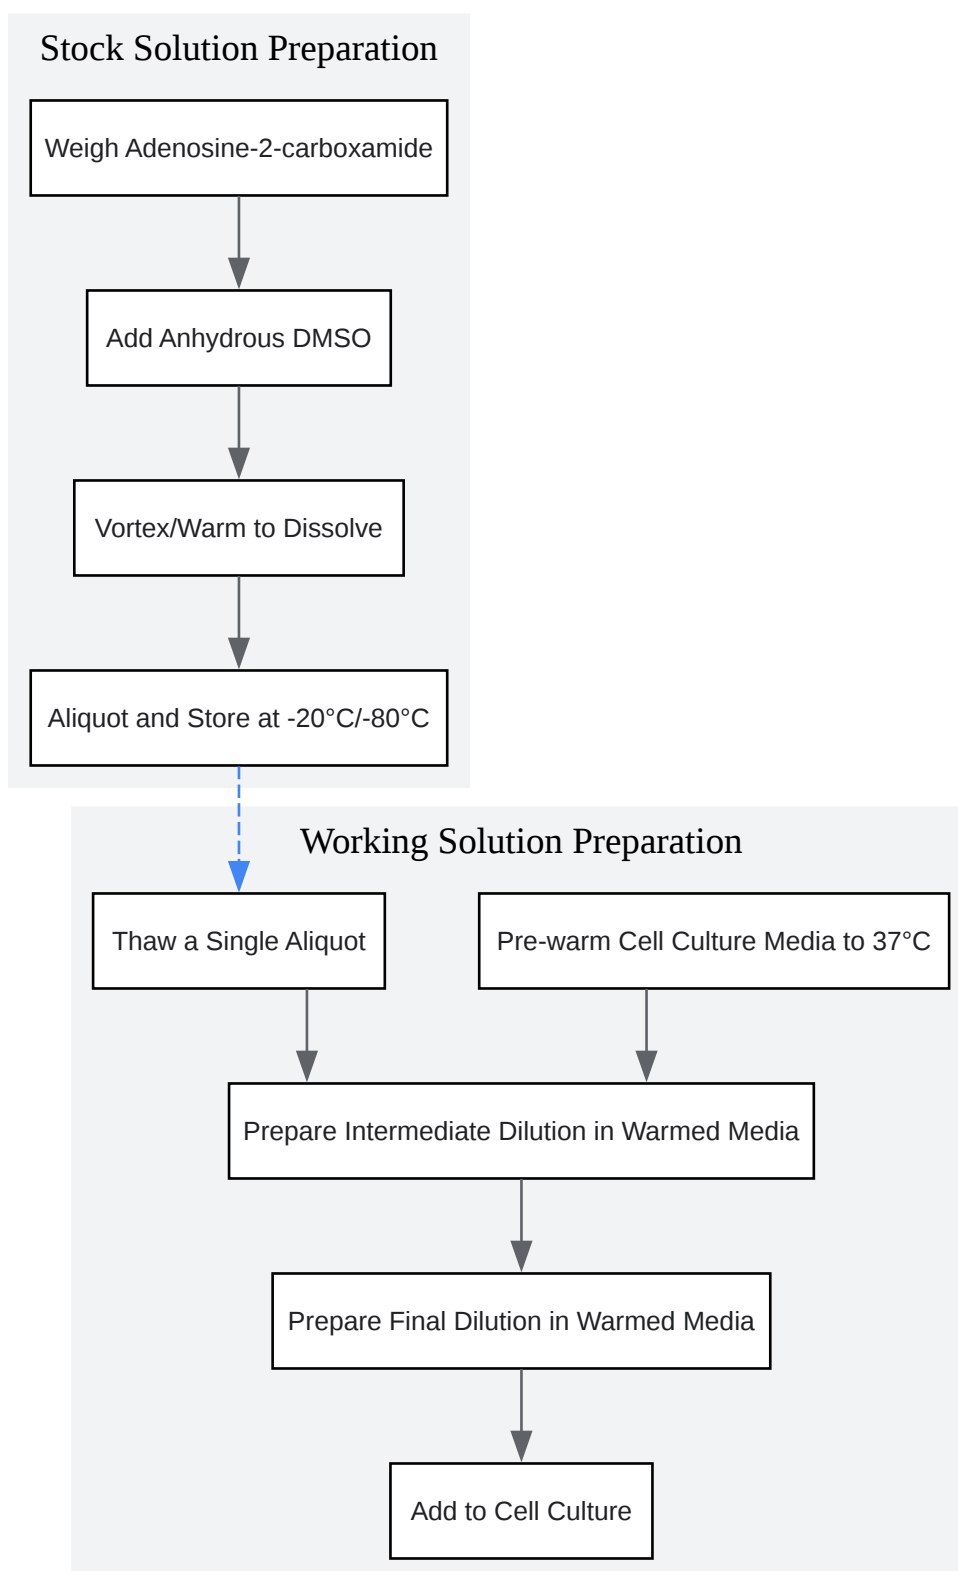 Stock Solution Preparation
Weigh Adenosine-2-carboxamide
Add Anhydrous DMSO
Vortex/Warm to Dissolve
Aliquot and Store at -20°C/-80°C
Working Solution Preparation
Thaw a Single Aliquot
Pre-warm Cell Culture Media to 37°C
Prepare Intermediate Dilution in Warmed Media
Prepare Final Dilution in Warmed Media
Add to Cell Culture